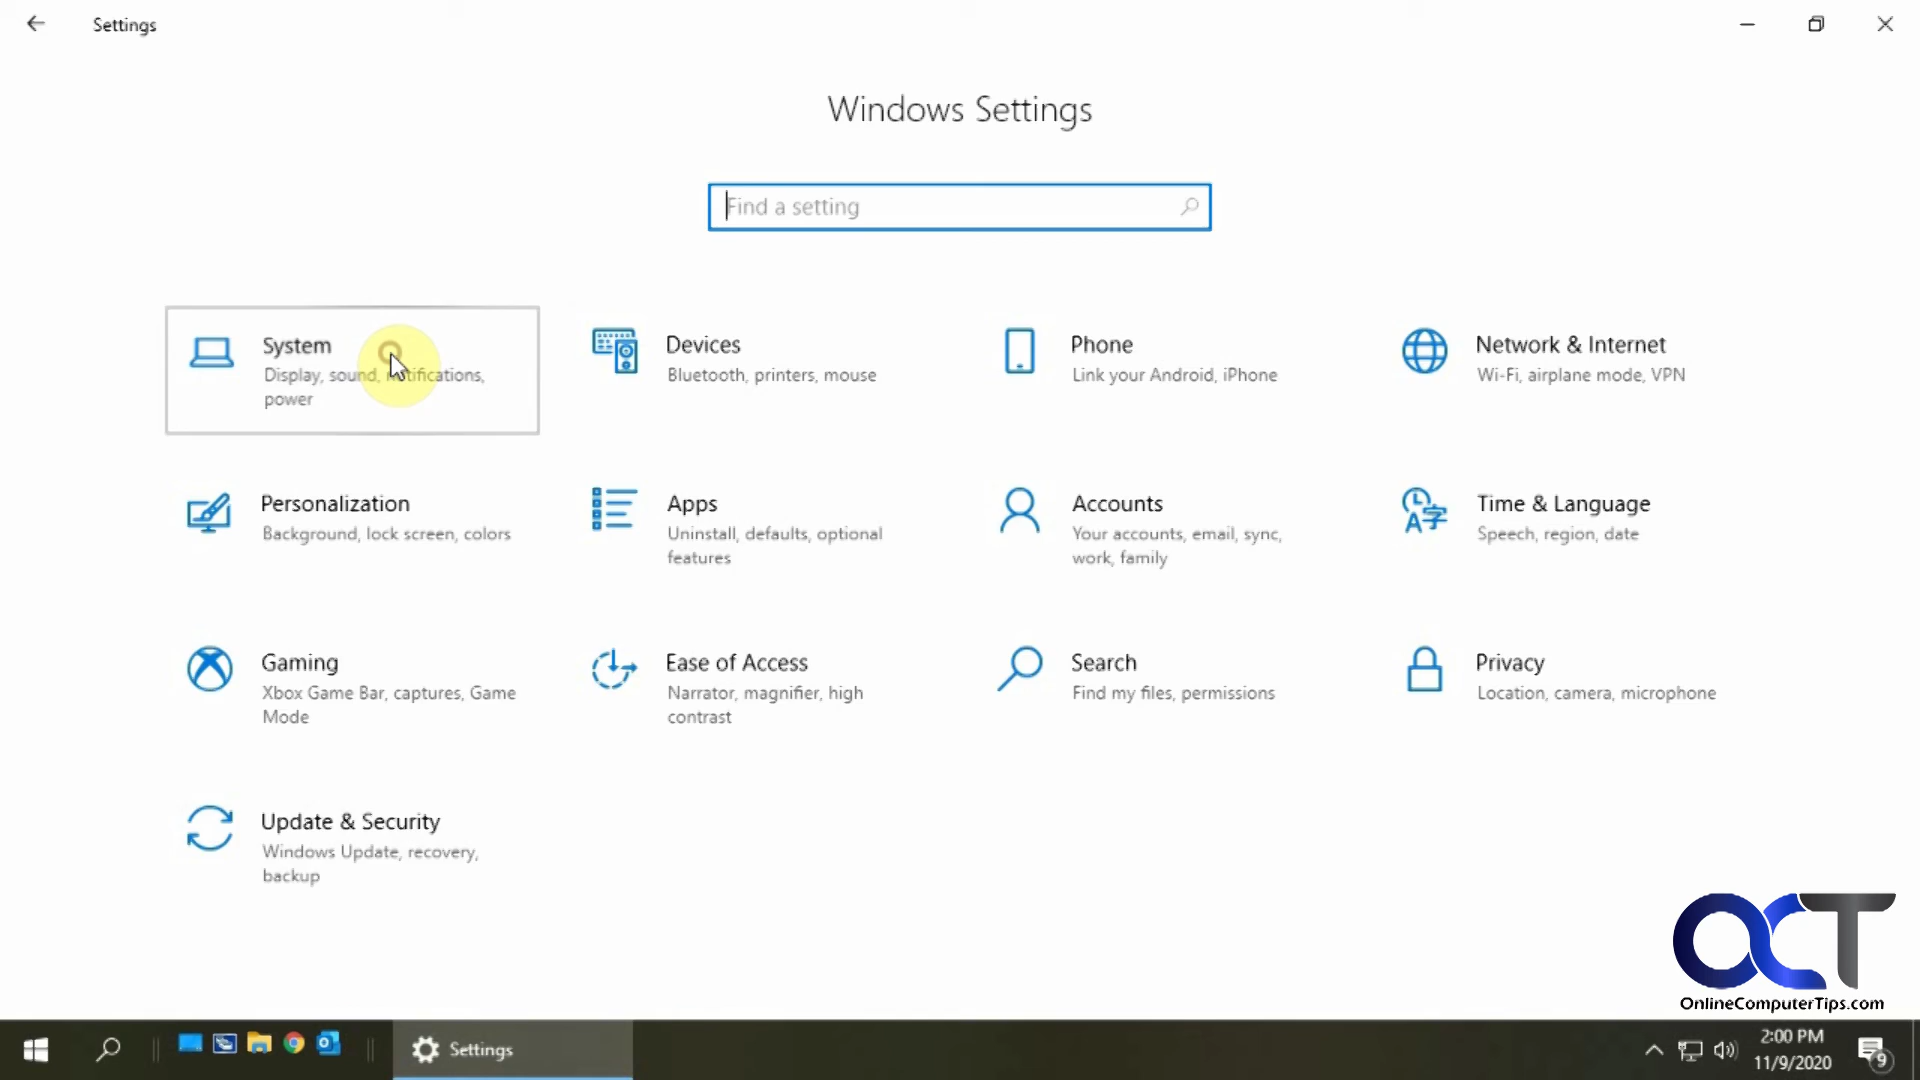 Settings
Windows Settings
Find a setting
System
Display, sound, notifications,
power
Devices
Bluetooth, printers, mouse
Phone
Link your Android, iPhone
Network & Internet
Wi-Fi, airplane mode, VPN
Personalization
Background, lock screen, colors
Apps
Uninstall, defaults, optional
features
Accounts
Your accounts, email, sync,
work, family
Time & Language
Speech, region, date
Gaming
Xbox Game Bar, captures, Game
Mode
Ease of Access
Narrator, magnifier, high
contrast
Search
Find my files, permissions
Privacy
Location, camera, microphone
Update & Security
Windows Update, recovery,
backup
OCT
OnlineComputerTips.com
Settings
2:00 PM
11/9/2020
9